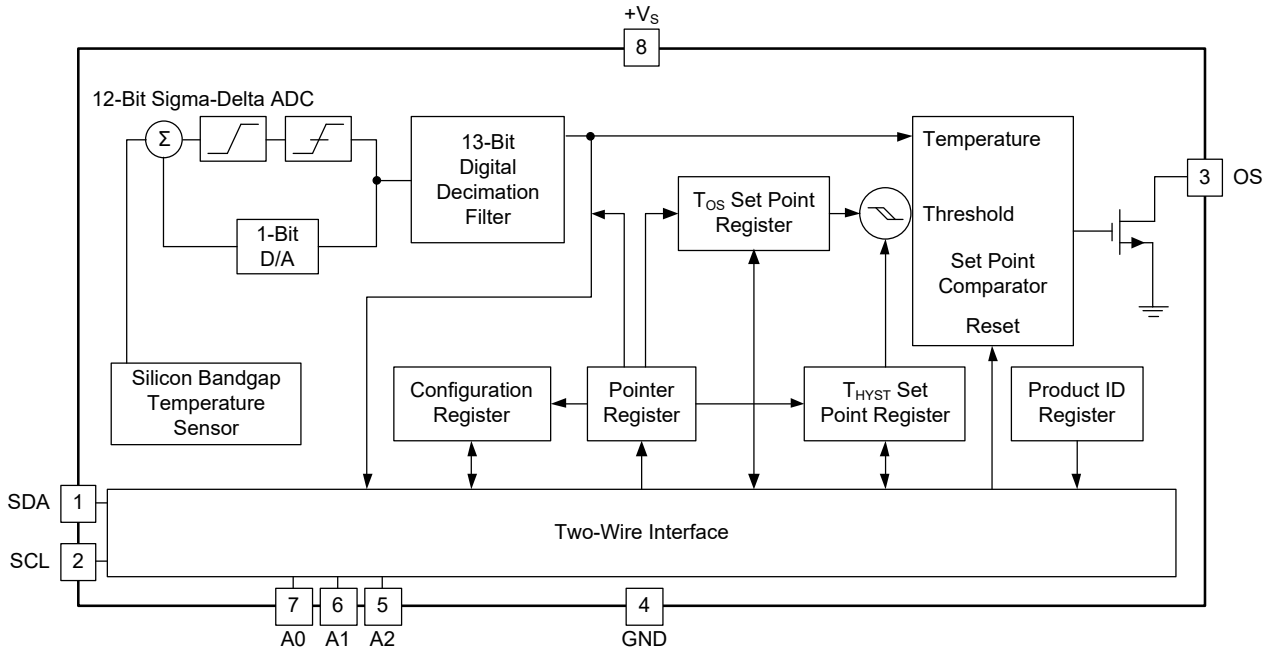 +VS
8
12-Bit Sigma-Delta ADC
Σ
13-Bit
Digital
Decimation
Filter
1-Bit
D/A
TOS Set Point
Register
Temperature
Threshold
Set Point
Comparator
Reset
3
OS
Silicon Bandgap
Temperature
Sensor
Configuration
Register
Pointer
Register
THYST Set
Point Register
Product ID
Register
SDA
1
SCL
2
Two-Wire Interface
7
6
5
4
A0
A1
A2
GND